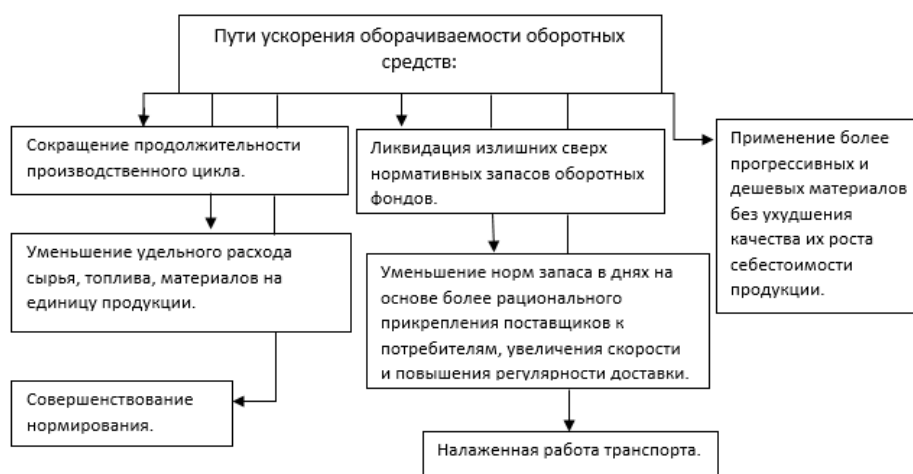 Пути ускорения оборачиваемости оборотных
средств:
Сокращение продолжительности
производственного цикла.
Ликвидация излишних сверх
нормативных запасов оборотных
фондов.
Применение более
прогрессивных и
дешевых материалов
без ухудшения
качества их роста
себестоимости
продукции.
Уменьшение удельного расхода
сырья, топлива, материалов на
единицу продукции.
Уменьшение норм запаса в днях на
основе более рационального
прикрепления поставщиков к
потребителям, увеличения скорости
и повышения регулярности доставки.
Совершенствование
нормирования.
Налаженная работа транспорта.